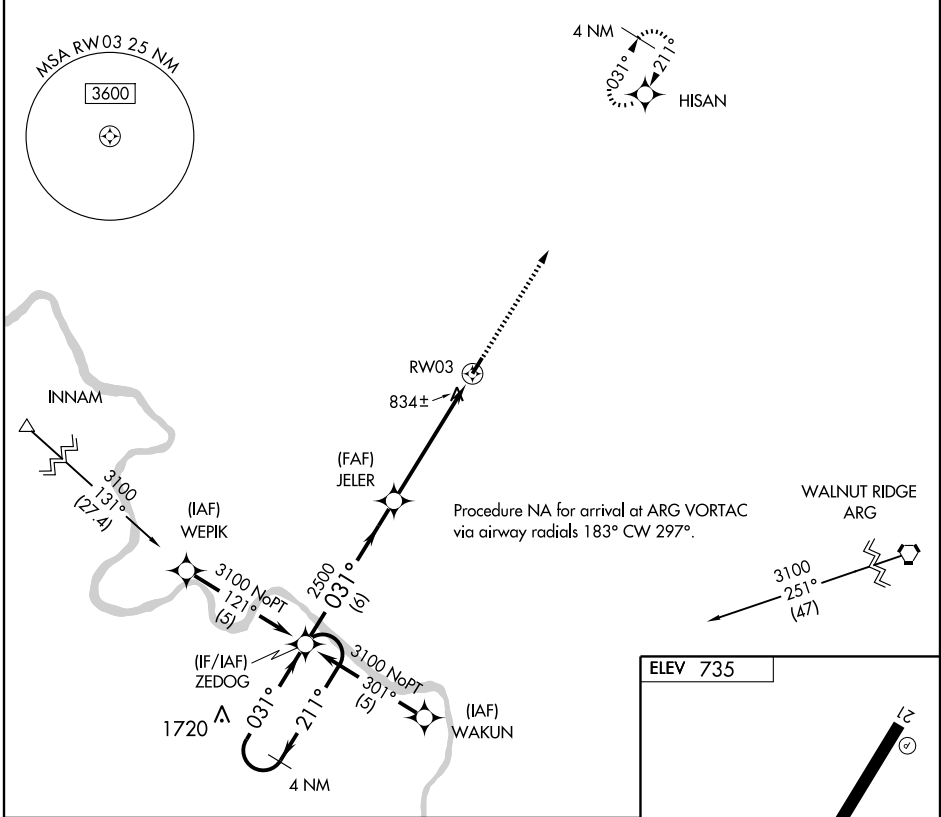 MSA RW03 25 NM
3600
4 NM
031°
211°
HISAN
RW03
834±
INNAM
3100
131°
(27.4)
(IAF)
WEPIK
(FAF)
JELER
Procedure NA for arrival at ARG VORTAC
via airway radials 183° CW 297°.
WALNUT RIDGE
ARG
3100
251°
(47)
3100 NoPT
121°
(5)
2500
031°
(6)
(IF/IAF)
ZEDOG
3100 NoPT
301°
(5)
(IAF)
WAKUN
1720
031°
211°
4 NM
ELEV 735
21
P